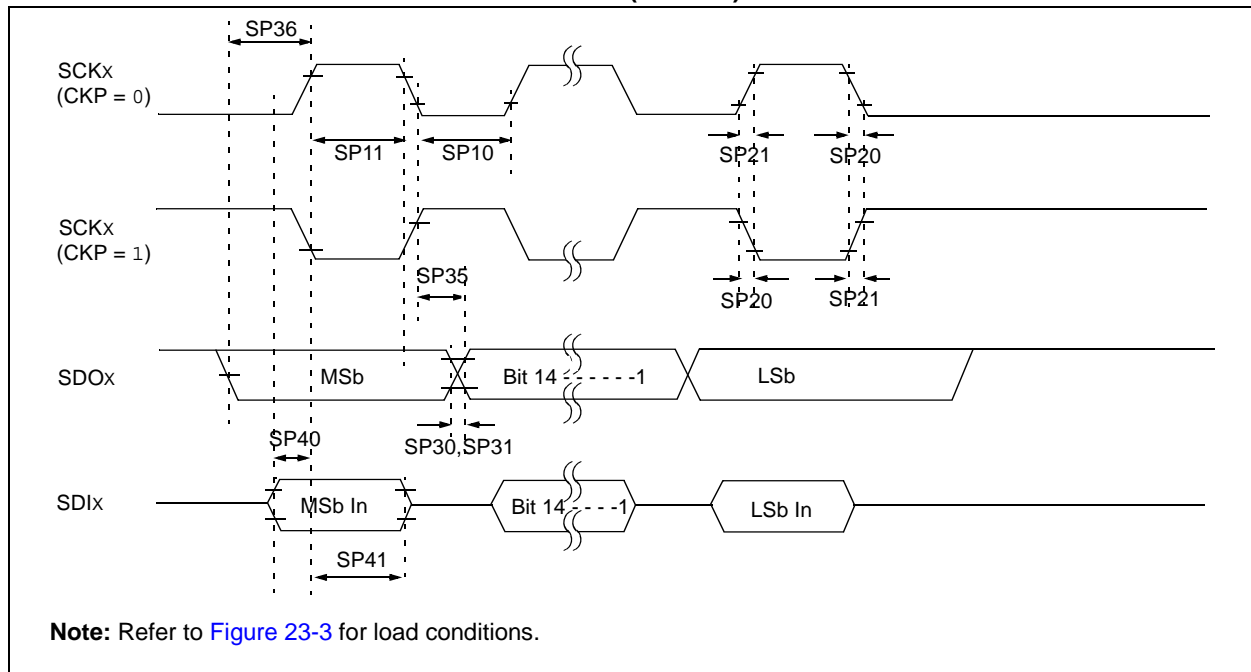 SP36
SCKx
(CKP = 0)
SP11
SP10
SP21
SP20
SCKx
(CKP = 1)
SP35
SP20
SP21
SDOx
MSb
Bit 14 - - - - - -1
LSb
SP40
SP30,SP31
SDIx
MSb In
Bit 14 - - - -1
LSb In
SP41
Note: Refer to Figure 23-3 for load conditions.